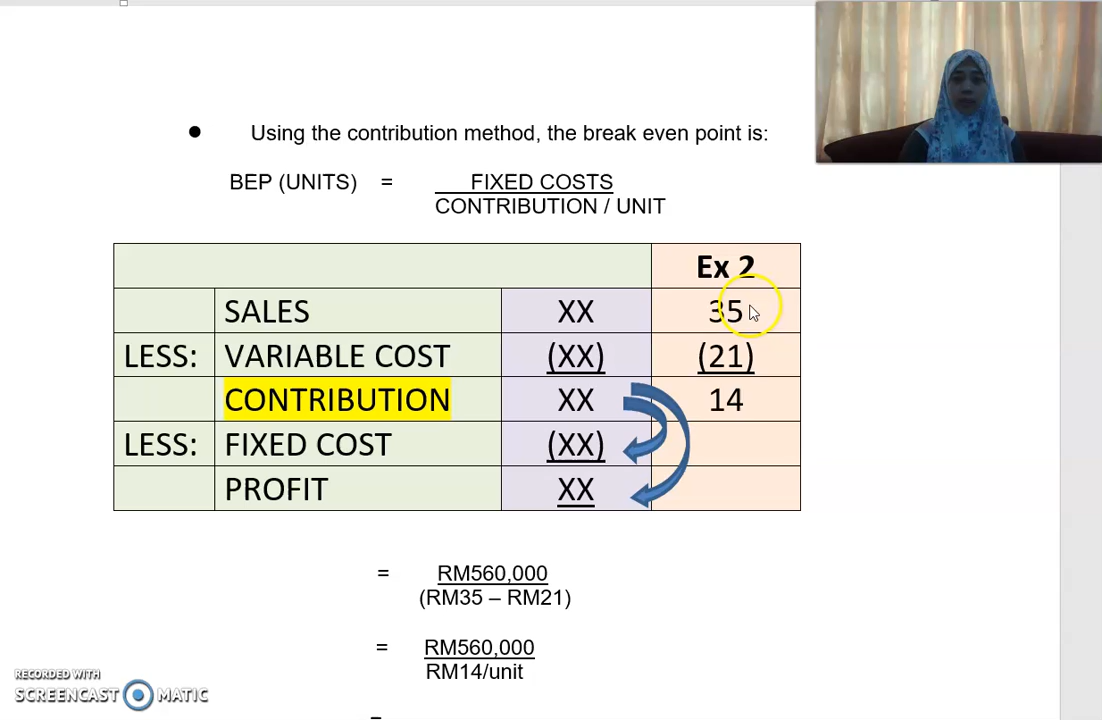 ● Using the contribution method, the break even point is:
BEP (UNITS) = FIXED COSTS
CONTRIBUTION / UNIT
Ex 2
SALES XX 35
LESS: VARIABLE COST (XX) (21)
CONTRIBUTION XX 14
LESS: FIXED COST (XX)
PROFIT XX
= RM560,000
(RM35 – RM21)
= RM560,000
RM14/unit
=
RECORDED WITH
SCREENCAST MATIC